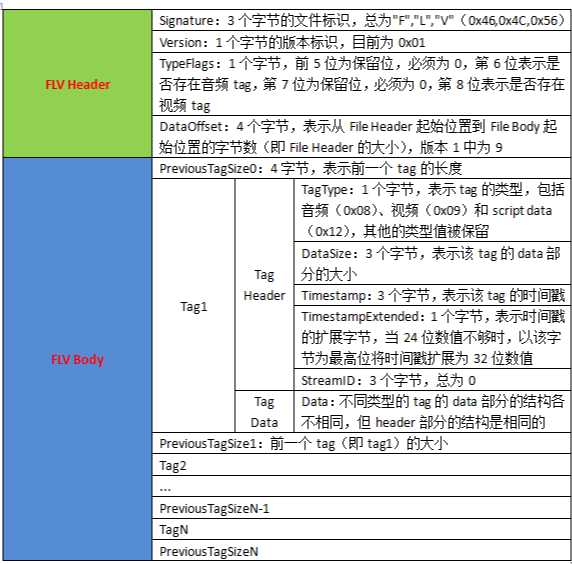 FLV Header
Signature：3 个字节的文件标识，总为"F","L","V"（0x46,0x4C,0x56）
Version：1 个字节的版本标识，目前为 0x01
TypeFlags：1 个字节，前 5 位为保留位，必须为 0，第 6 位表示是
否存在音频 tag，第 7 位为保留位，必须为 0，第 8 位表示是否存在
视频 tag
DataOffset：4 个字节，表示从 File Header 起始位置到 File Body 起
始位置的字节数（即 File Header 的大小），版本 1 中为 9
FLV Body
PreviousTagSize0：4 字节，表示前一个 tag 的长度
Tag1
Tag
Header
TagType：1 个字节，表示 tag 的类型，包括
音频（0x08）、视频（0x09）和 script data
（0x12），其他的类型值被保留
DataSize：3 个字节，表示该 tag 的 data 部
分的大小
Timestamp：3 个字节，表示该 tag 的时间戳
TimestampExtended：1 个字节，表示时间戳
的扩展字节，当 24 位数值不够时，以该字
节为最高位将时间戳扩展为 32 位数值
StreamID：3 个字节，总为 0
Tag
Data
Data：不同类型的 tag 的 data 部分的结构各
不相同，但 header 部分的结构是相同的
PreviousTagSize1：前一个 tag（即 tag1）的大小
Tag2
...
PreviousTagSizeN-1
TagN
PreviousTagSizeN